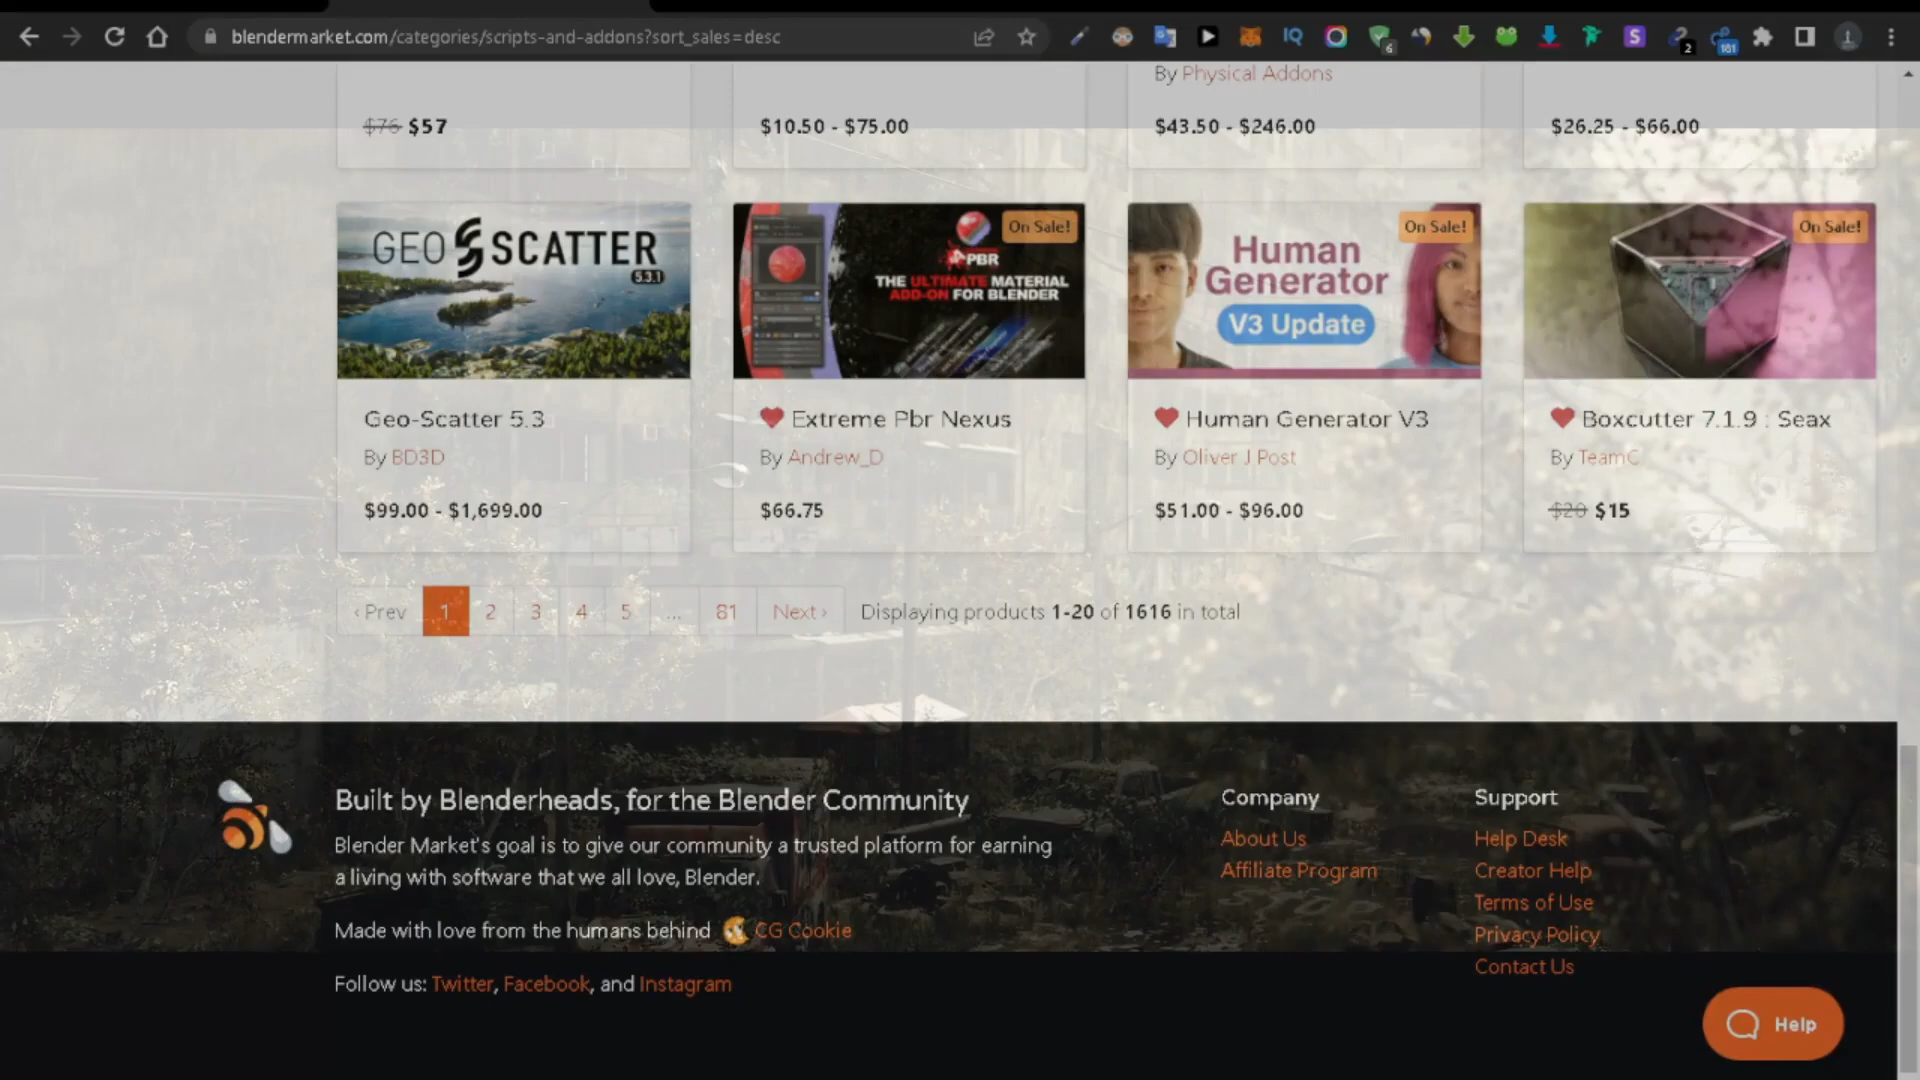 blendermarket.com/categories/scripts-and-addons?sort_sales=desc
6
2
181
By Physical Addons
$76 $57
$10.50 - $75.00
$43.50 - $246.00
$26.25 - $66.00
GEO SCATTER
5.3.1
On Sale!
PBR
THE ULTIMATE MATERIAL
ADD-ON FOR BLENDER
On Sale!
Human
Generator
V3 Update
On Sale!
Geo-Scatter 5.3
By BD3D
$99.00 - $1,699.00
Extreme Pbr Nexus
By Andrew_D
$66.75
Human Generator V3
By Oliver J Post
$51.00 - $96.00
Boxcutter 7.1.9 : Seax
By TeamC
$20 $15
‹ Prev 1 2 3 4 5 ... 81 Next › Displaying products 1-20 of 1616 in total
Built by Blenderheads, for the Blender Community
Blender Market's goal is to give our community a trusted platform for earning
a living with software that we all love, Blender.
Made with love from the humans behind CG Cookie
Follow us: Twitter, Facebook, and Instagram
Company
About Us
Affiliate Program
Support
Help Desk
Creator Help
Terms of Use
Privacy Policy
Contact Us
Help